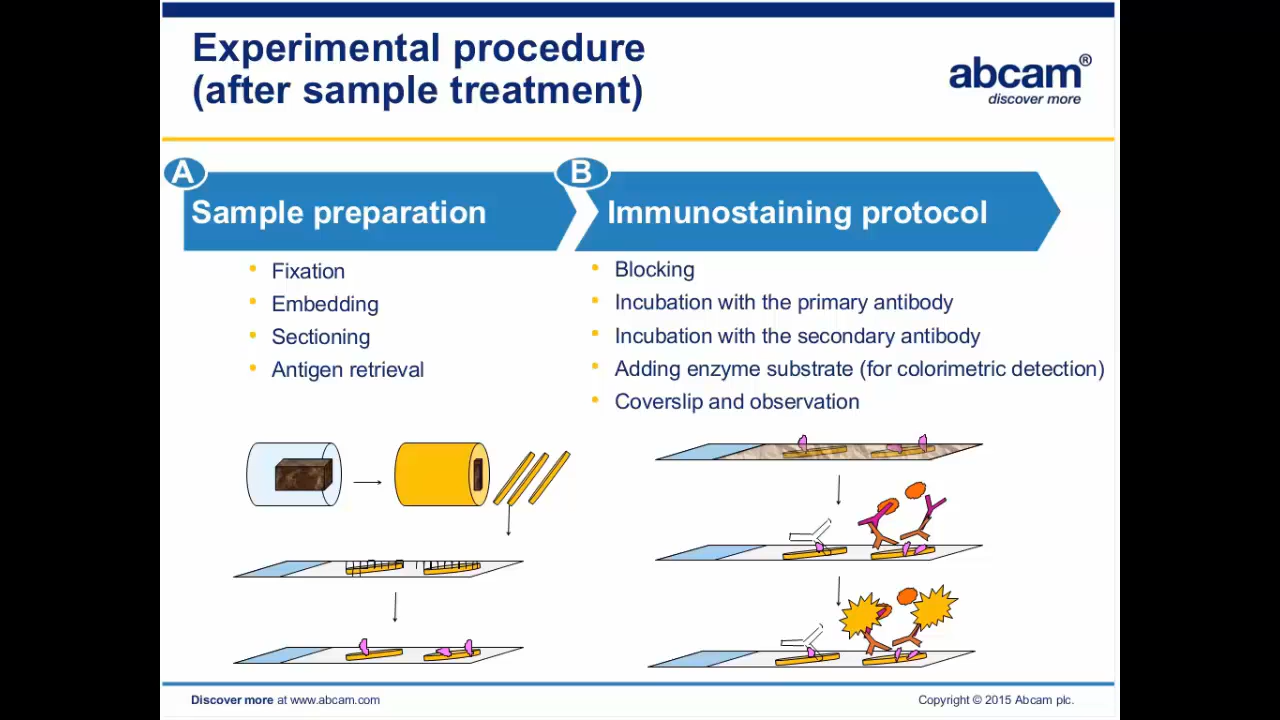 Experimental procedure
(after sample treatment)
abcam®
discover more
A
Sample preparation
Fixation
Embedding
Sectioning
Antigen retrieval
B
Immunostaining protocol
Blocking
Incubation with the primary antibody
Incubation with the secondary antibody
Adding enzyme substrate (for colorimetric detection)
Coverslip and observation
Discover more at www.abcam.com
Copyright © 2015 Abcam plc.